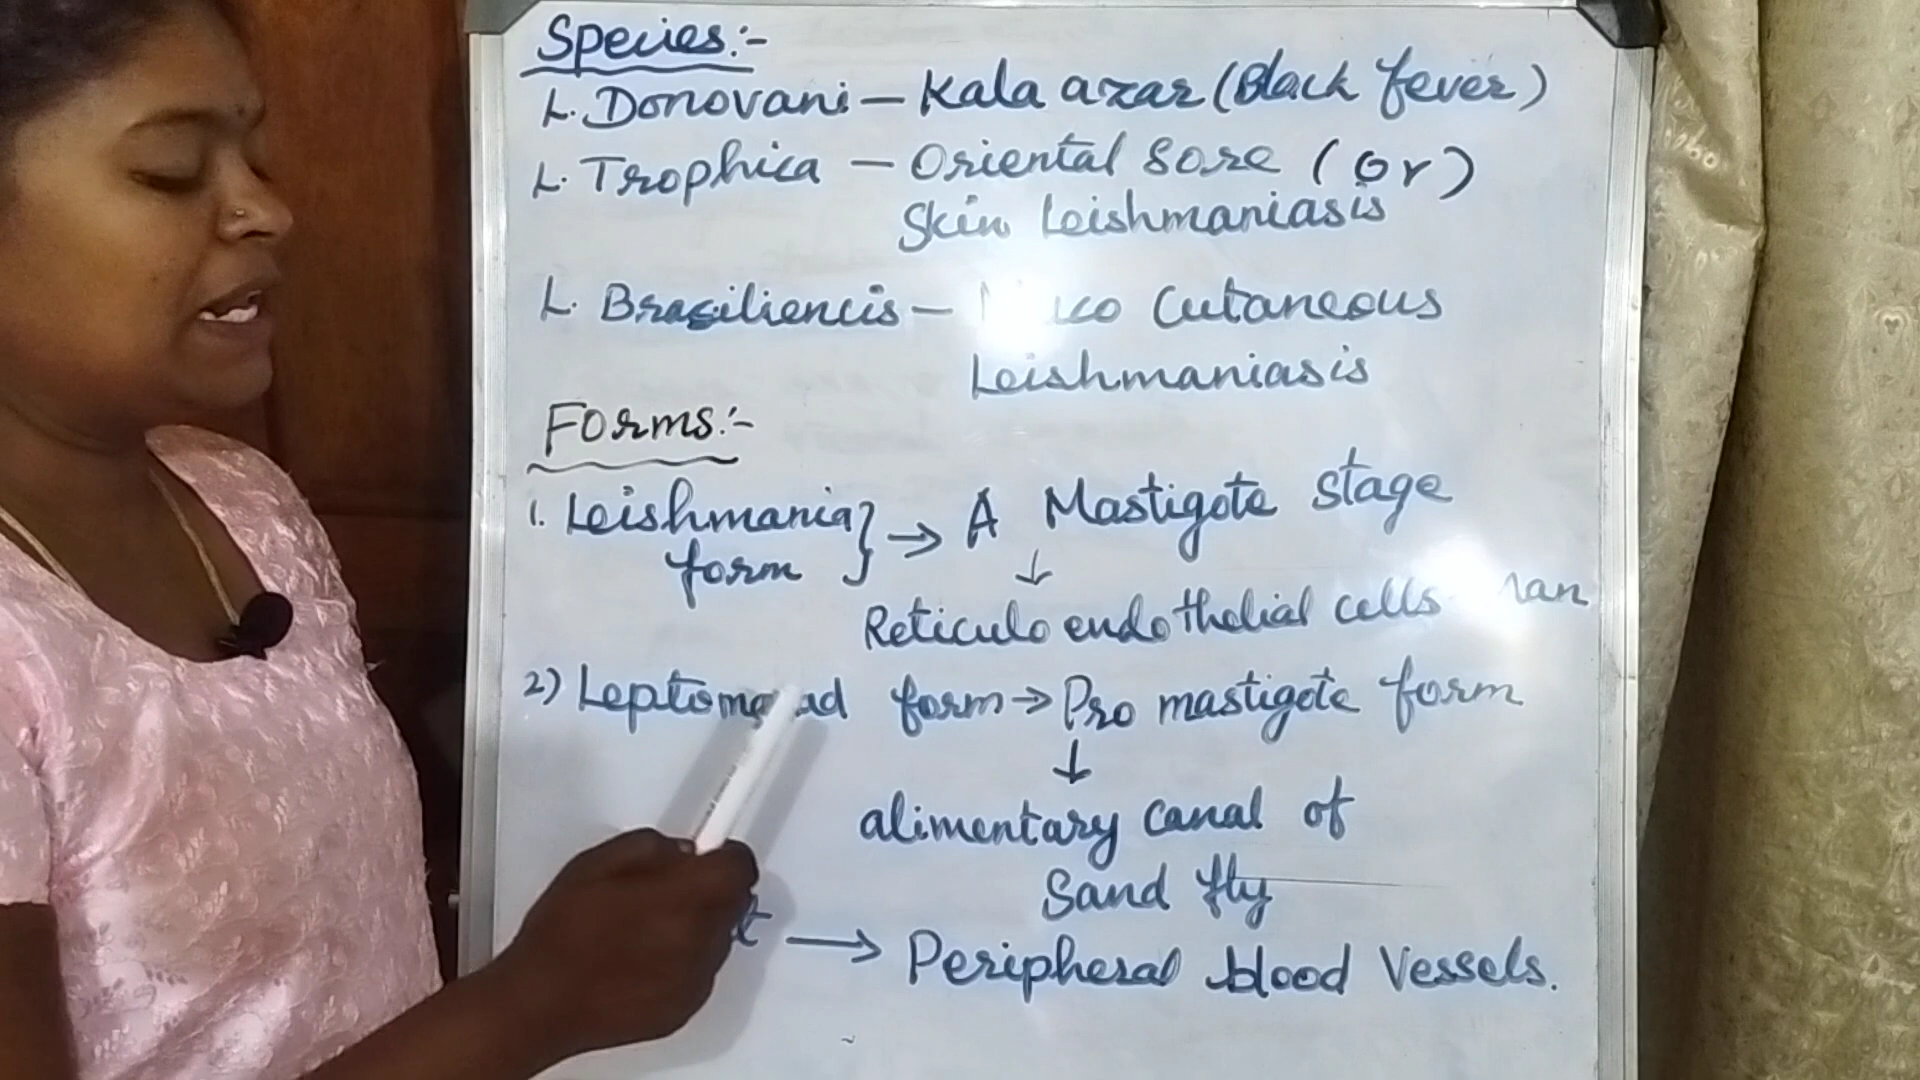 Species:-
L. Donovani — Kala azar (Black fever)
L. Trophica — Oriental Sore (or)
Skin Leishmaniasis
L. Brasiliencis — Cutaneous
Leishmaniasis
Forms:-
1. Leishmania form } → A Mastigote stage
↓
Reticulo endothelial cells
2) form → Pro mastigote form
↓
alimentary canal of
Sand fly
→ Peripheral blood vessels.